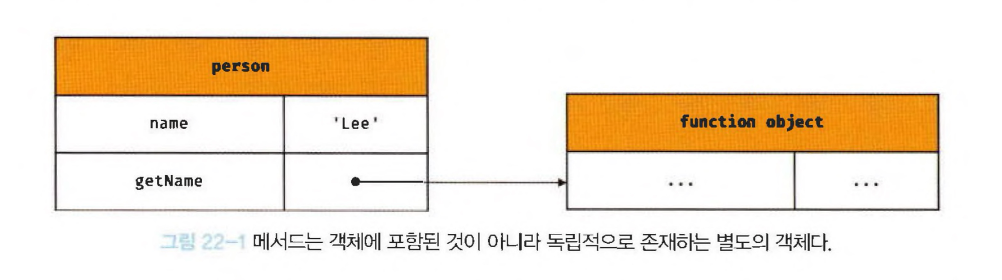 person
name 'Lee'
getName
function object
... ...
그림 22-1 메서드는 객체에 포함된 것이 아니라 독립적으로 존재하는 별도의 객체다.